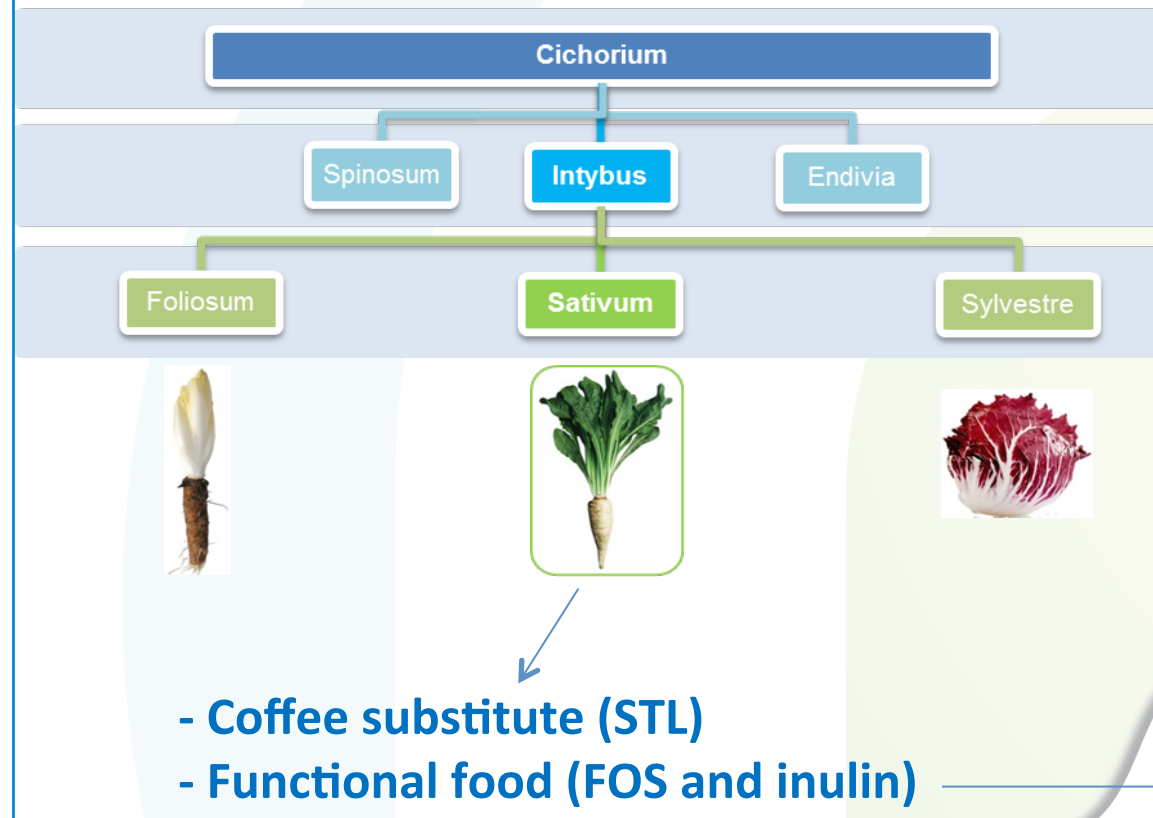 Cichorium
Spinosum
Intybus
Endivia
Foliosum
Sativum
Sylvestre
- Coffee substitute (STL)
- Functional food (FOS and inulin)